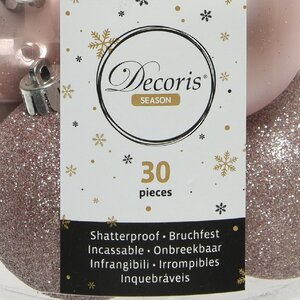 Decoris®
SEASON
30
pieces
Shatterproof • Bruchfest
Incassable • Onbreekbaar
Infrangibili • Irrompibles
Inquebráveis